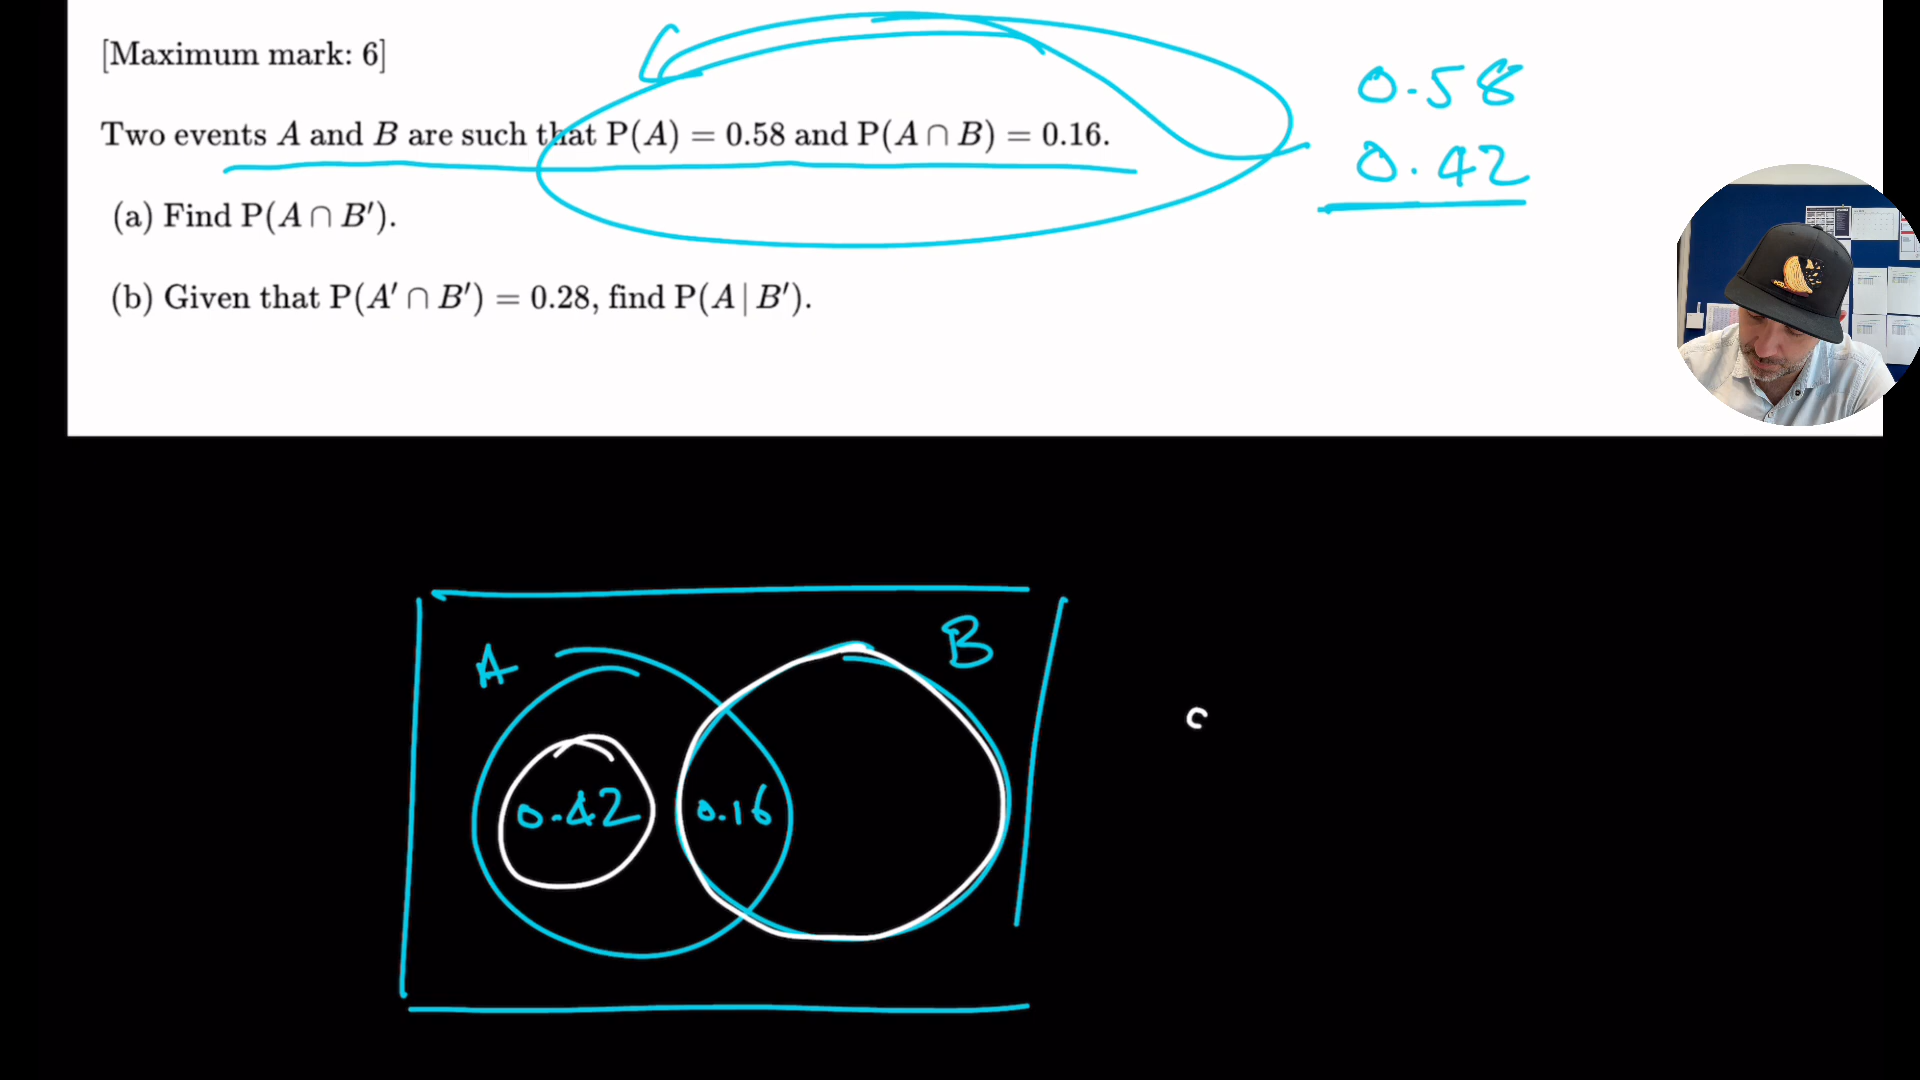 [Maximum mark: 6]
Two events A and B are such that P(A) = 0.58 and P(A ∩ B) = 0.16.
(a) Find P(A ∩ B′).
(b) Given that P(A′ ∩ B′) = 0.28, find P(A | B′).
0.58
0.42
A
B
0.42
0.16